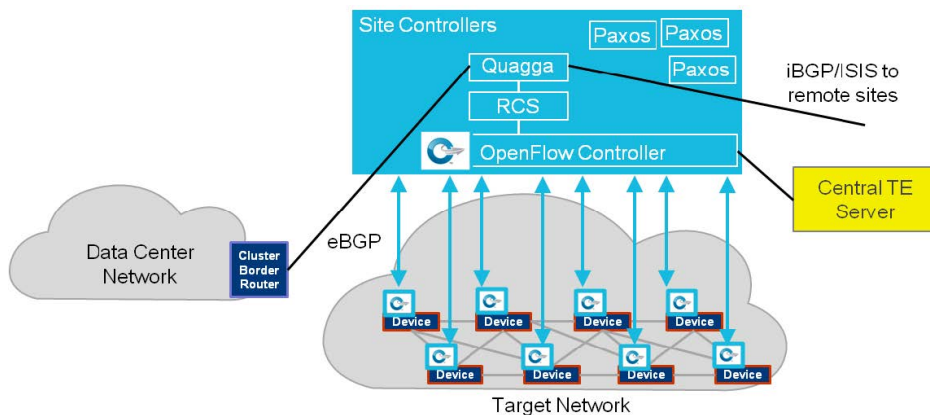 Site Controllers
Paxos
Paxos
Paxos
Quagga
RCS
OpenFlow Controller
iBGP/ISIS to
remote sites
Central TE
Server
eBGP
Data Center
Network
Cluster
Border
Router
Device
Device
Device
Device
Device
Device
Device
Device
Target Network